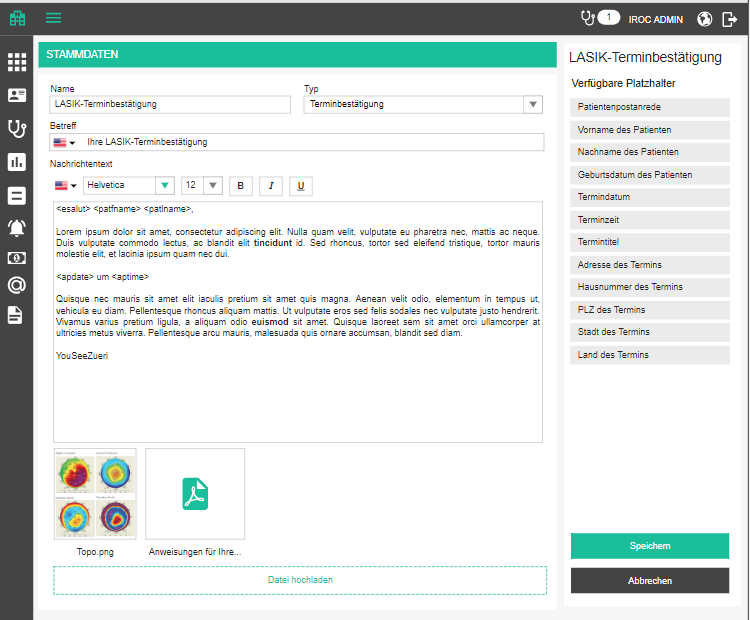 1 IROC ADMIN
STAMMDATEN
Name
LASIK-Terminbestätigung
Typ
Terminbestätigung
Betreff
Ihre LASIK-Terminbestätigung
Nachrichtentext
Helvetica 12 B I U
<esalut> <patfname> <patlname>,
Lorem ipsum dolor sit amet, consectetur adipiscing elit. Nulla quam velit, vulputate eu pharetra nec, mattis ac neque.
Duis vulputate commodo lectus, ac blandit elit tincidunt id. Sed rhoncus, tortor sed eleifend tristique, tortor mauris
molestie elit, et lacinia ipsum quam nec dui.
<apdate> um <aptime>
Quisque nec mauris sit amet elit iaculis pretium sit amet quis magna. Aenean velit odio, elementum in tempus ut,
vehicula eu diam. Pellentesque rhoncus aliquam mattis. Ut vulputate eros sed felis sodales nec vulputate justo hendrerit.
Vivamus varius pretium ligula, a aliquam odio euismod sit amet. Quisque laoreet sem sit amet orci ullamcorper at
ultricies metus viverra. Pellentesque arcu mauris, malesuada quis ornare accumsan, blandit sed diam.
YouSeeZueri
Topo.png
Anweisungen für Ihre...
Datei hochladen
LASIK-Terminbestätigung
Verfügbare Platzhalter
Patientenpostanrede
Vorname des Patienten
Nachname des Patienten
Geburtsdatum des Patienten
Termindatum
Terminzeit
Termintitel
Adresse des Termins
Hausnummer des Termins
PLZ des Termins
Stadt des Termins
Land des Termins
Speichern
Abbrechen